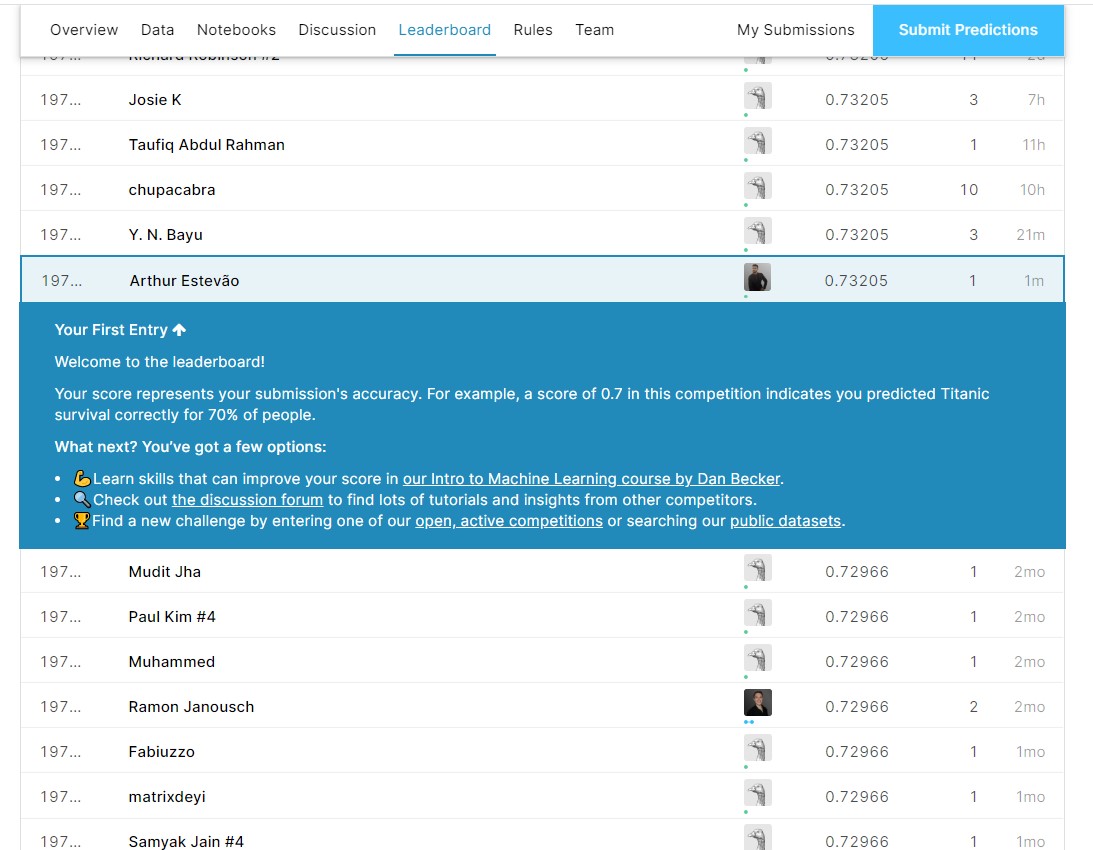 Overview Data Notebooks Discussion Leaderboard Rules Team My Submissions Submit Predictions
Richard Robinson #2 0.73205 11 2d
197... Josie K 0.73205 3 7h
197... Taufiq Abdul Rahman 0.73205 1 11h
197... chupacabra 0.73205 10 10h
197... Y. N. Bayu 0.73205 3 21m
197... Arthur Estevão 0.73205 1 1m
Your First Entry
Welcome to the leaderboard!
Your score represents your submission's accuracy. For example, a score of 0.7 in this competition indicates you predicted Titanic
survival correctly for 70% of people.
What next? You've got a few options:
• 💪Learn skills that can improve your score in our Intro to Machine Learning course by Dan Becker.
• 🔍Check out the discussion forum to find lots of tutorials and insights from other competitors.
• 🏆Find a new challenge by entering one of our open, active competitions or searching our public datasets.
197... Mudit Jha 0.72966 1 2mo
197... Paul Kim #4 0.72966 1 2mo
197... Muhammed 0.72966 1 2mo
197... Ramon Janousch 0.72966 2 2mo
197... Fabiuzzo 0.72966 1 1mo
197... matrixdeyi 0.72966 1 1mo
197... Samyak Jain #4 0.72966 1 1mo